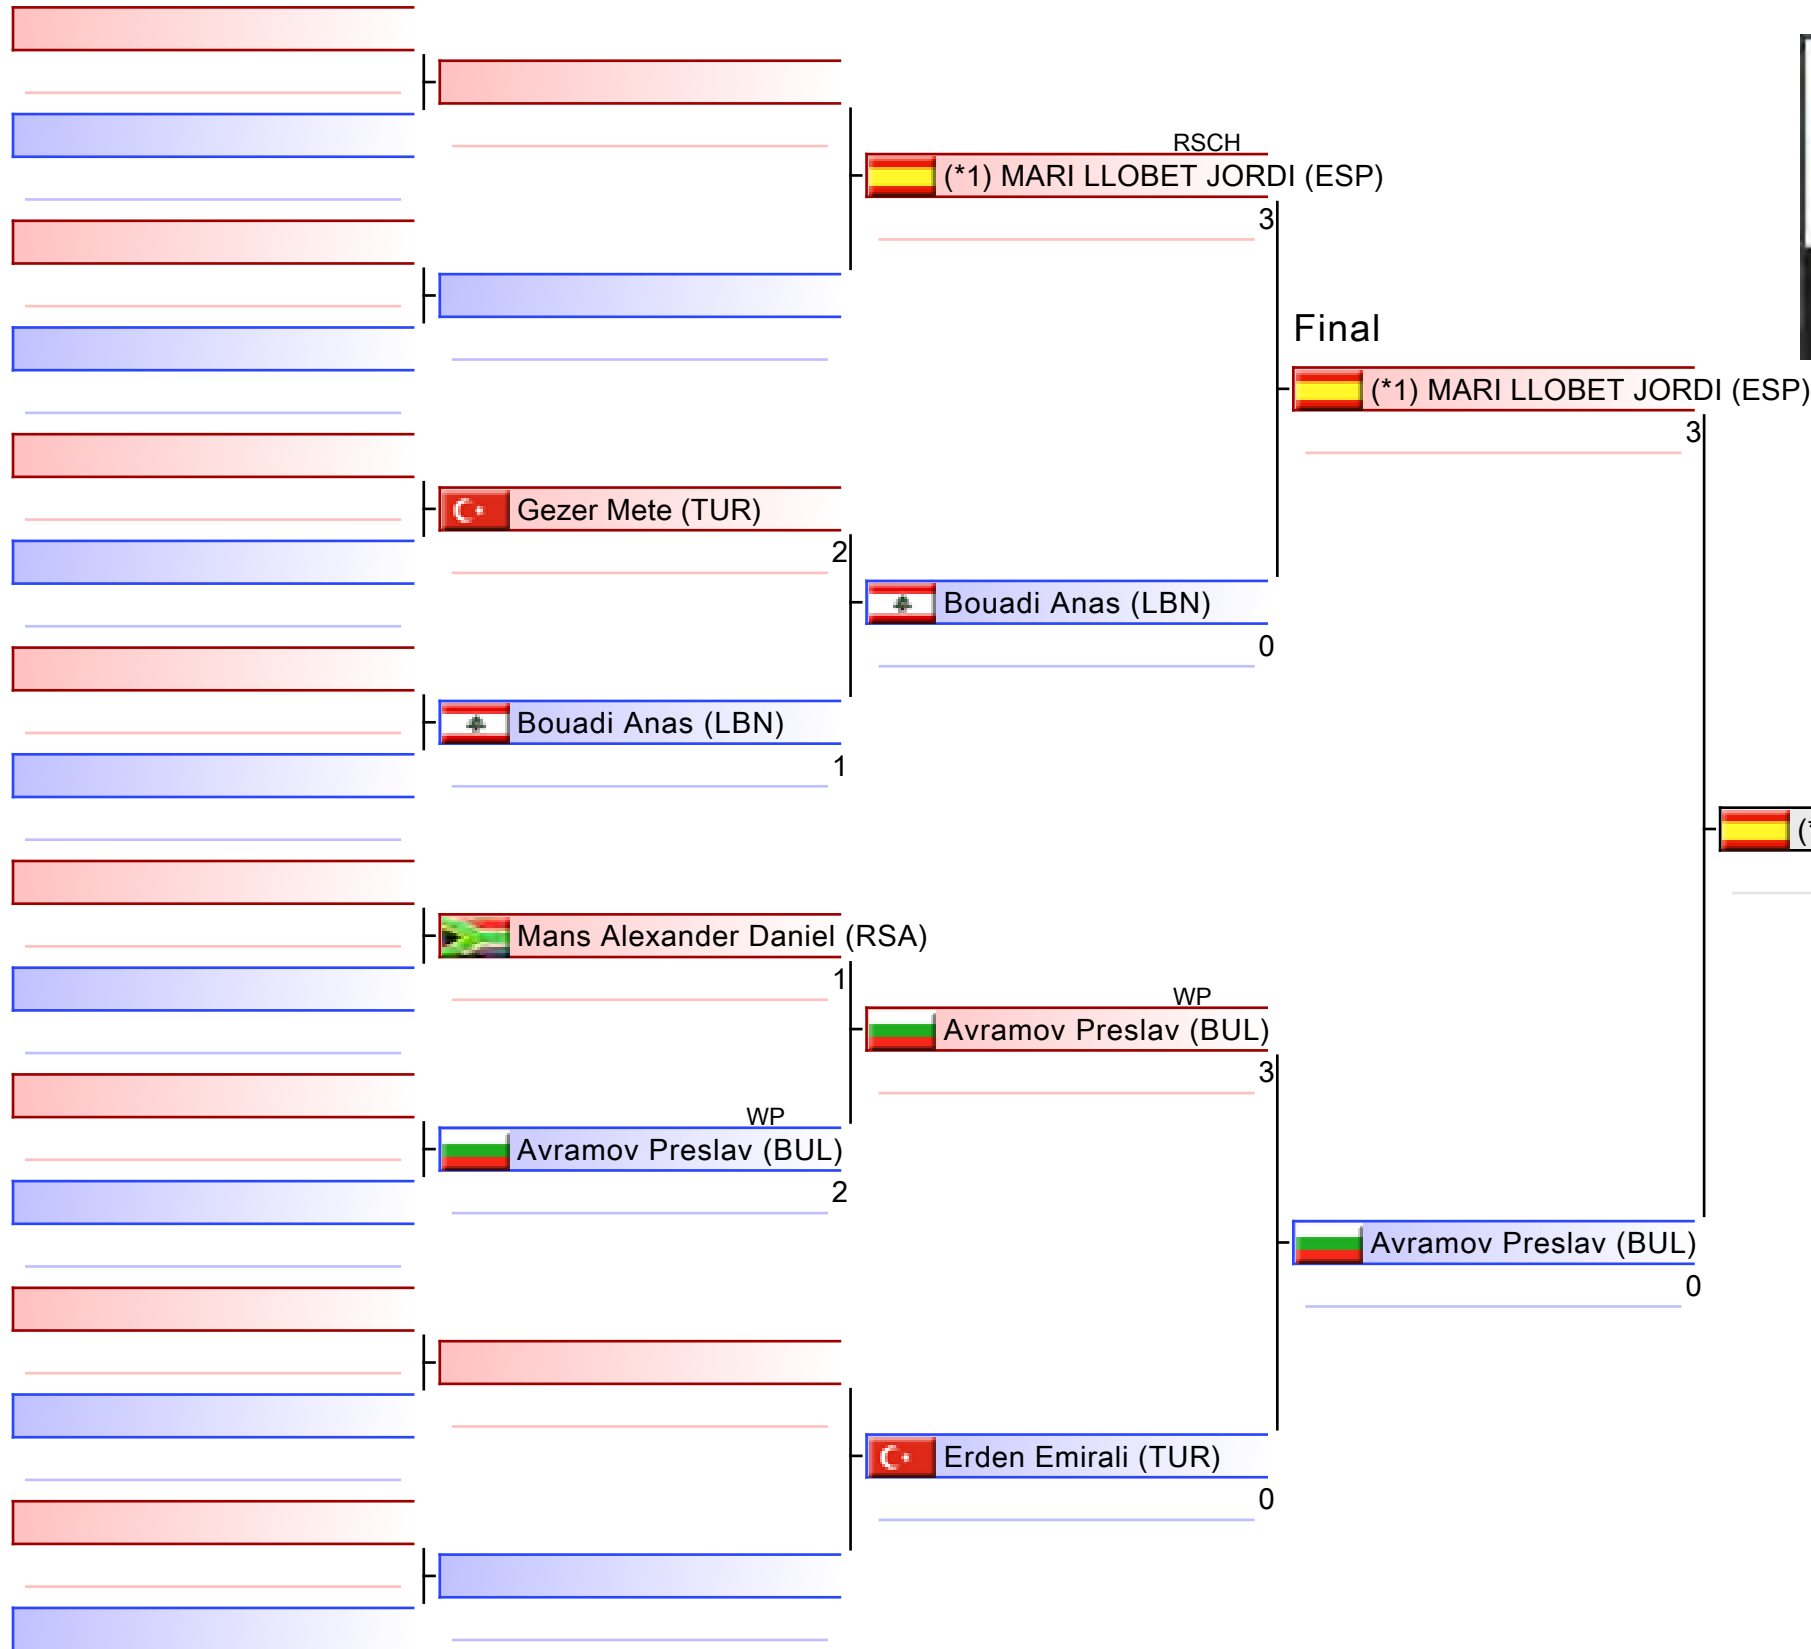 RSCH
(*1) MARI LLOBET JORDI (ESP)
3
Final
(*1) MARI LLOBET JORDI (ESP)
3
Gezer Mete (TUR)
2
Bouadi Anas (LBN)
0
Bouadi Anas (LBN)
1
(*
Mans Alexander Daniel (RSA)
1
WP
Avramov Preslav (BUL)
3
WP
Avramov Preslav (BUL)
2
Avramov Preslav (BUL)
0
Erden Emirali (TUR)
0